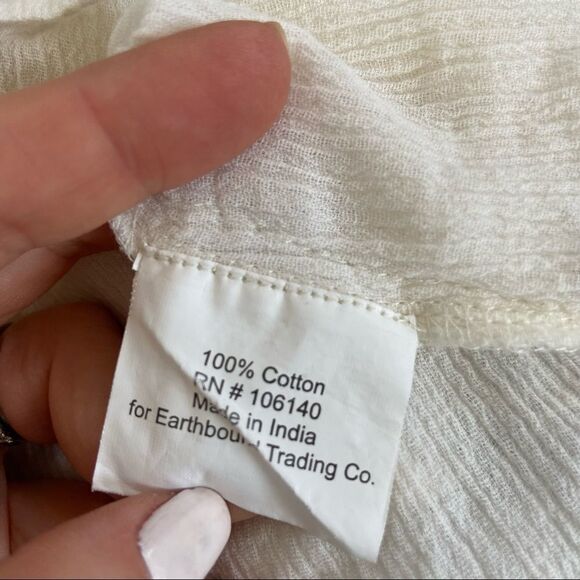 100% Cotton
RN # 106140
Made in India
for Earthbound Trading Co.